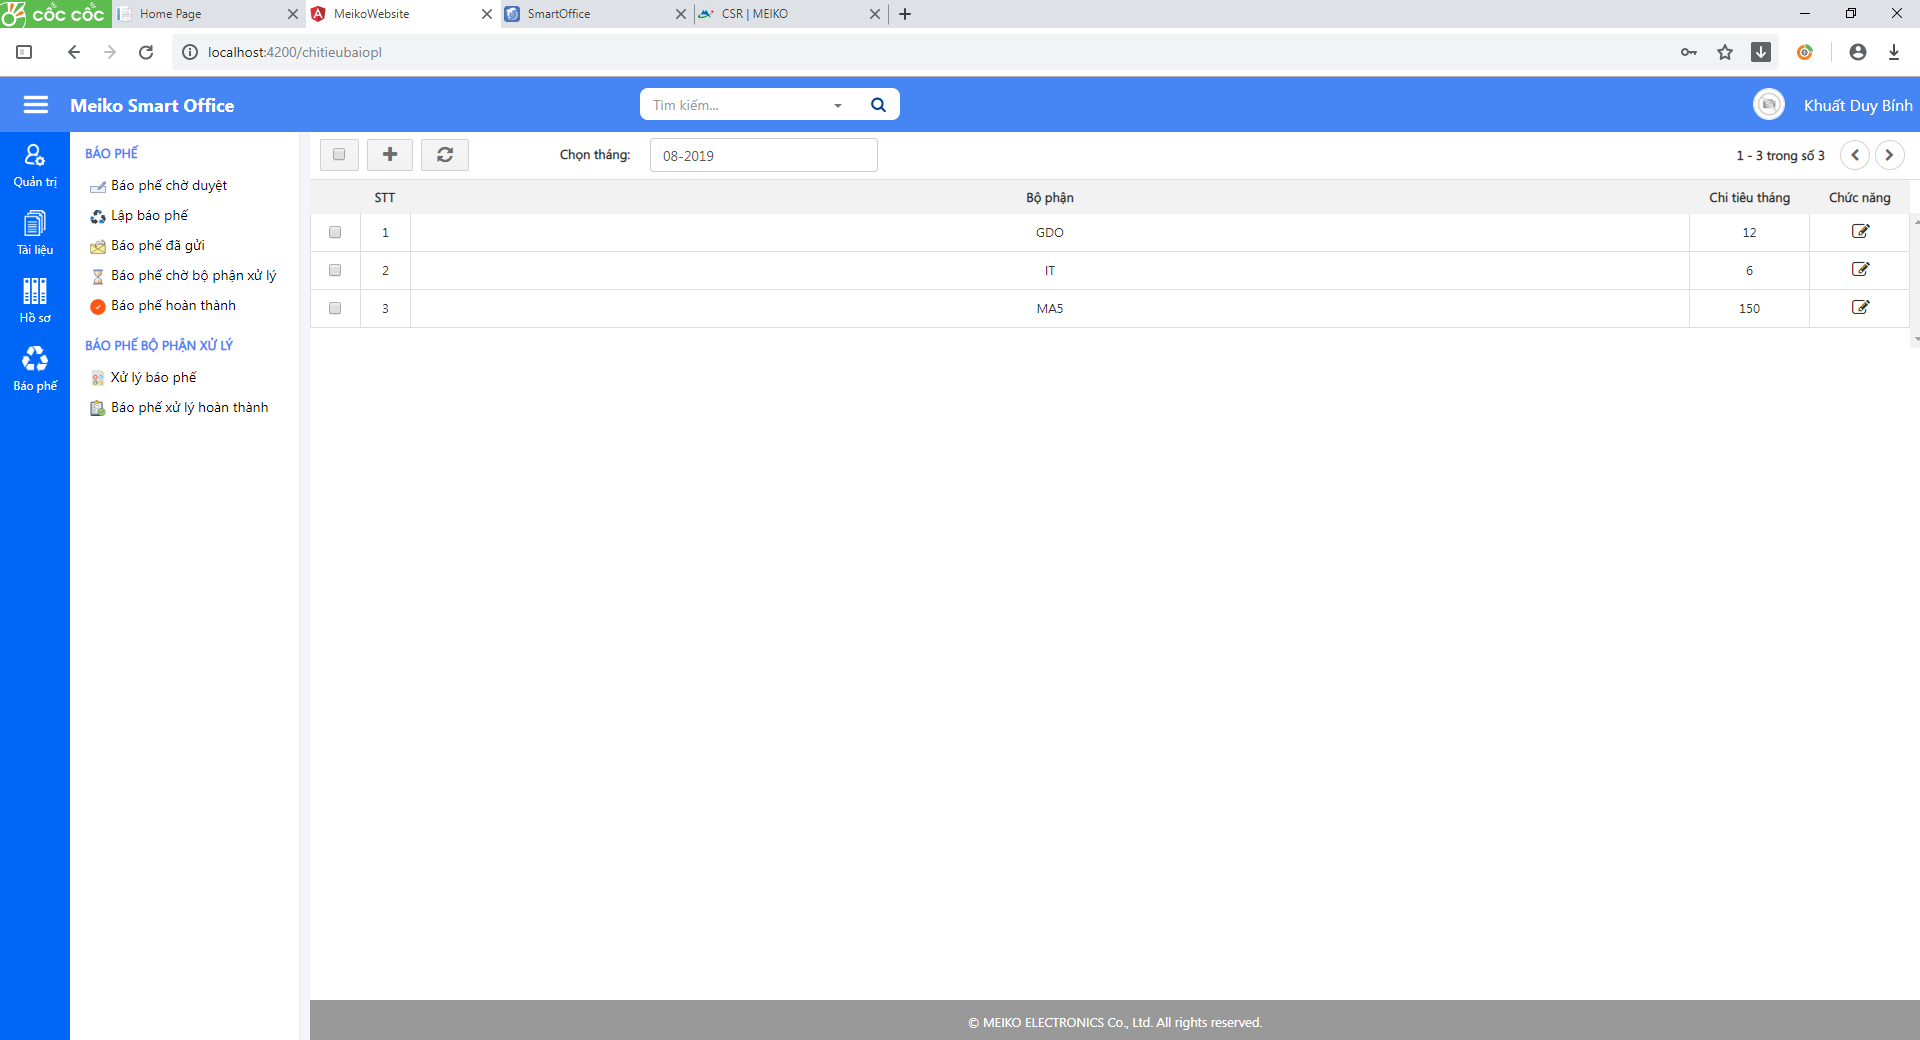 cốc cốc
Home Page
MeikoWebsite
SmartOffice
CSR | MEIKO
localhost:4200/chitieubaiopl
Meiko Smart Office
Tìm kiếm...
Khuất Duy Bính
Quản trị
Tài liệu
Hồ sơ
Báo phế
BÁO PHẾ
Báo phế chờ duyệt
Lập báo phế
Báo phế đã gửi
Báo phế chờ bộ phận xử lý
Báo phế hoàn thành
BÁO PHẾ BỘ PHẬN XỬ LÝ
Xử lý báo phế
Báo phế xử lý hoàn thành
Chọn tháng: 08-2019
1 - 3 trong số 3
STT Bộ phận Chi tiêu tháng Chức năng
1 GDO 12
2 IT 6
3 MA5 150
© MEIKO ELECTRONICS Co., Ltd. All rights reserved.